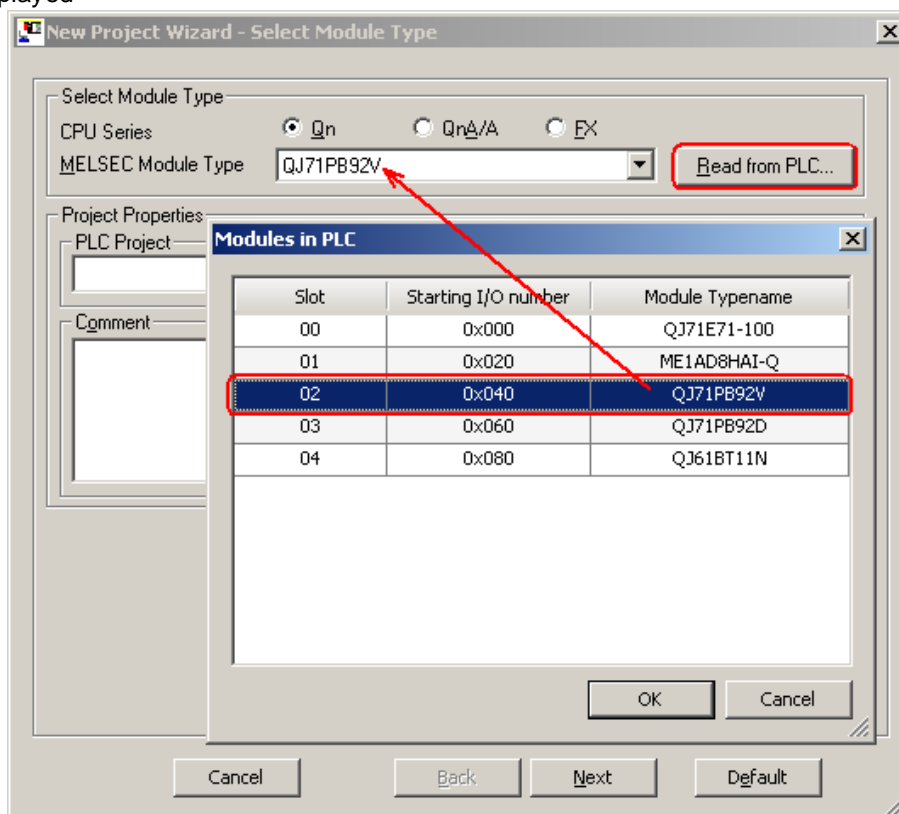 played
New Project Wizard - Select Module Type
Select Module Type
CPU Series Qn QnA/A FX
MELSEC Module Type QJ71PB92V Read from PLC...
Project Properties
PLC Project
Comment
Modules in PLC
Slot Starting I/O number Module Typename
00 0x000 QJ71E71-100
01 0x020 ME1AD8HAI-Q
02 0x040 QJ71PB92V
03 0x060 QJ71PB92D
04 0x080 QJ61BT11N
OK Cancel
Cancel Back Next Default